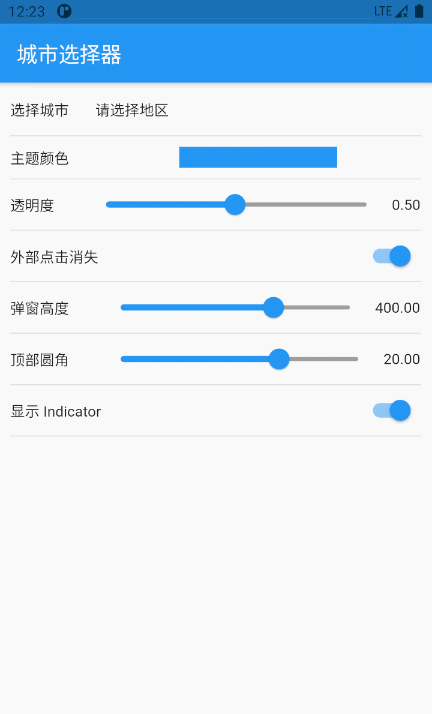 12:23 LTE
城市选择器
选择城市 请选择地区
主题颜色
透明度 0.50
外部点击消失
弹窗高度 400.00
顶部圆角 20.00
显示 Indicator